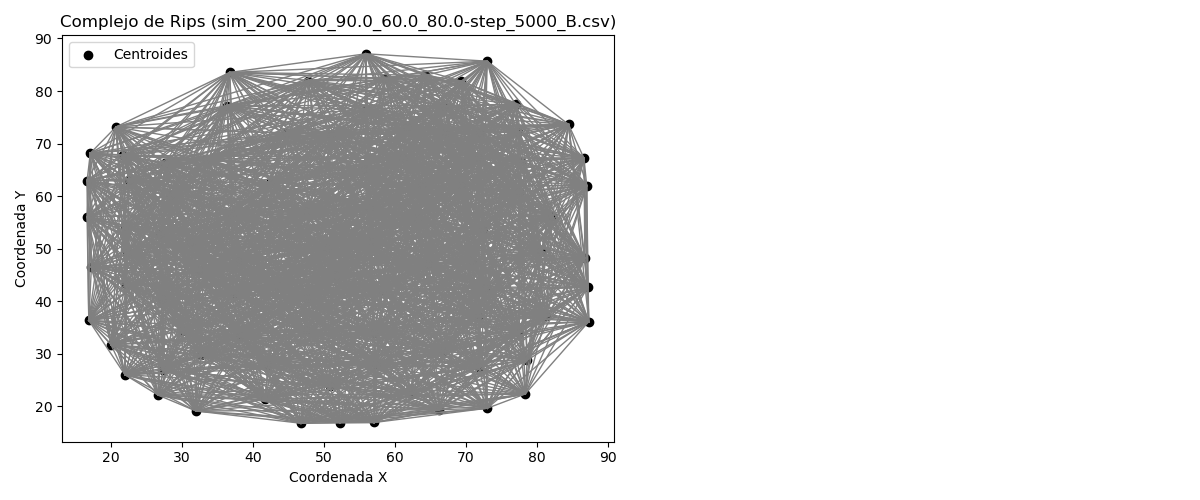 Complejo de Rips (sim_200_200_90.0_60.0_80.0-step_5000_B.csv)
Centroides
90
80
70
60
50
40
30
20
Coordenada Y
20 30 40 50 60 70 80 90
Coordenada X